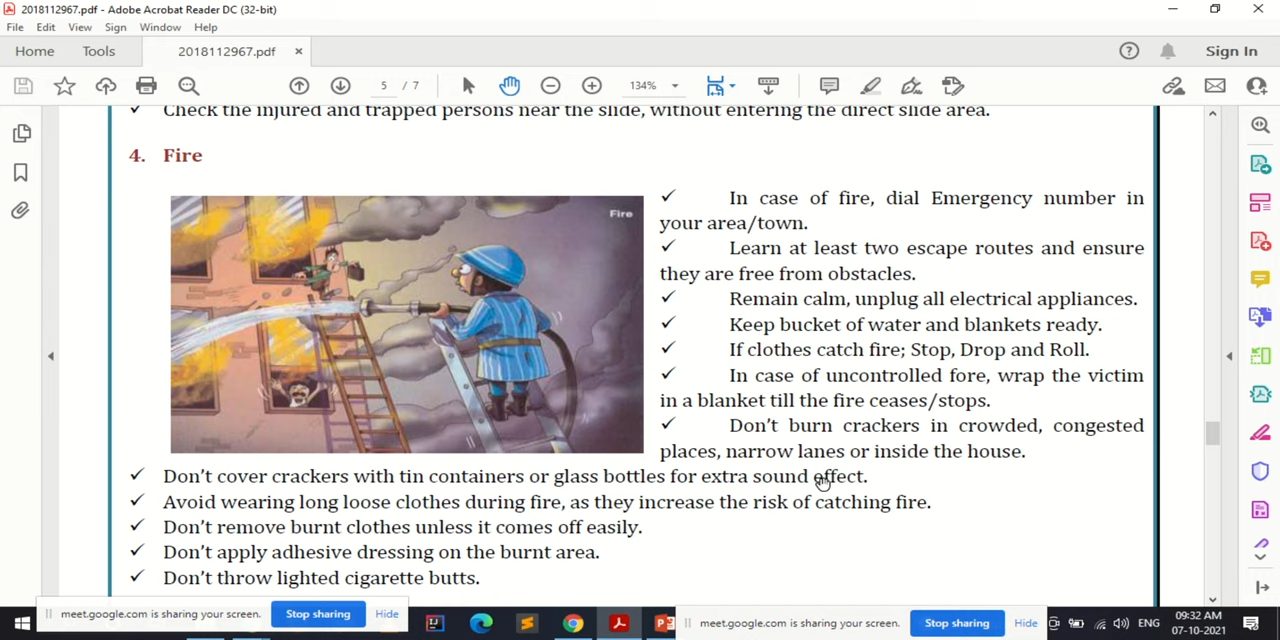 2018112967.pdf - Adobe Acrobat Reader DC (32-bit)
File Edit View Sign Window Help
Home Tools 2018112967.pdf × Sign In
5 / 7 134%
✓ Check the injured and trapped persons near the slide, without entering the direct slide area.
4. Fire
Fire
✓ In case of fire, dial Emergency number in
your area/town.
✓ Learn at least two escape routes and ensure
they are free from obstacles.
✓ Remain calm, unplug all electrical appliances.
✓ Keep bucket of water and blankets ready.
✓ If clothes catch fire; Stop, Drop and Roll.
✓ In case of uncontrolled fore, wrap the victim
in a blanket till the fire ceases/stops.
✓ Don't burn crackers in crowded, congested
places, narrow lanes or inside the house.
✓ Don't cover crackers with tin containers or glass bottles for extra sound effect.
✓ Avoid wearing long loose clothes during fire, as they increase the risk of catching fire.
✓ Don't remove burnt clothes unless it comes off easily.
✓ Don't apply adhesive dressing on the burnt area.
✓ Don't throw lighted cigarette butts.
meet.google.com is sharing your screen. Stop sharing Hide
meet.google.com is sharing your screen. Stop sharing Hide
ENG
09:32 AM
07-10-2021